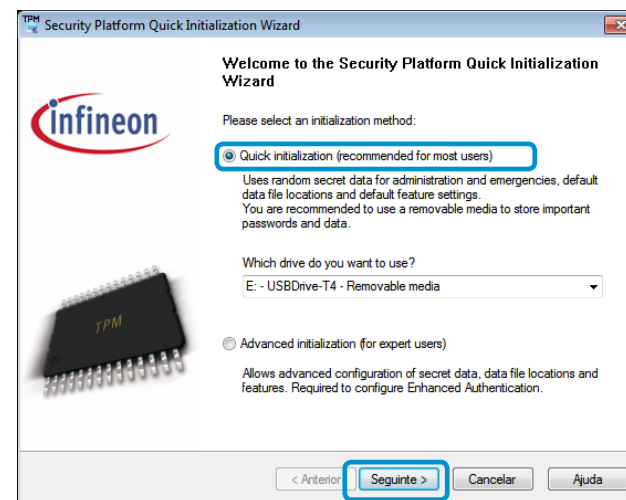 TPM
Security Platform Quick Initialization Wizard
Welcome to the Security Platform Quick Initialization
Wizard
infineon
Please select an initialization method:
Quick initialization (recommended for most users)
Uses random secret data for administration and emergencies, default
data file locations and default feature settings.
You are recommended to use a removable media to store important
passwords and data.
Which drive do you want to use?
E: - USBDrive-T4 - Removable media
TPM
Advanced initialization (for expert users)
Allows advanced configuration of secret data, data file locations and
features. Required to configure Enhanced Authentication.
< Anterior
Seguinte >
Cancelar
Ajuda